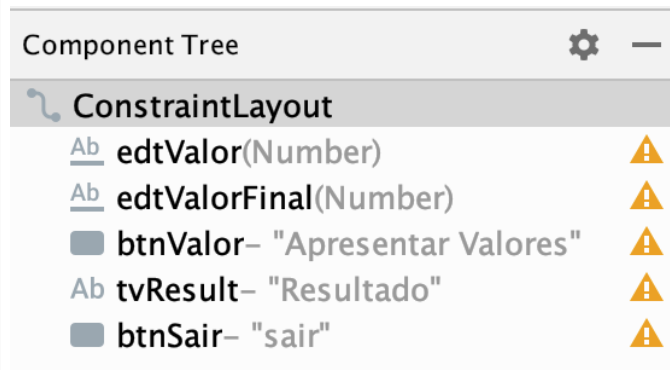 Component Tree
ConstraintLayout
Ab edtValor(Number)
Ab edtValorFinal(Number)
btnValor– "Apresentar Valores"
Ab tvResult– "Resultado"
btnSair– "sair"